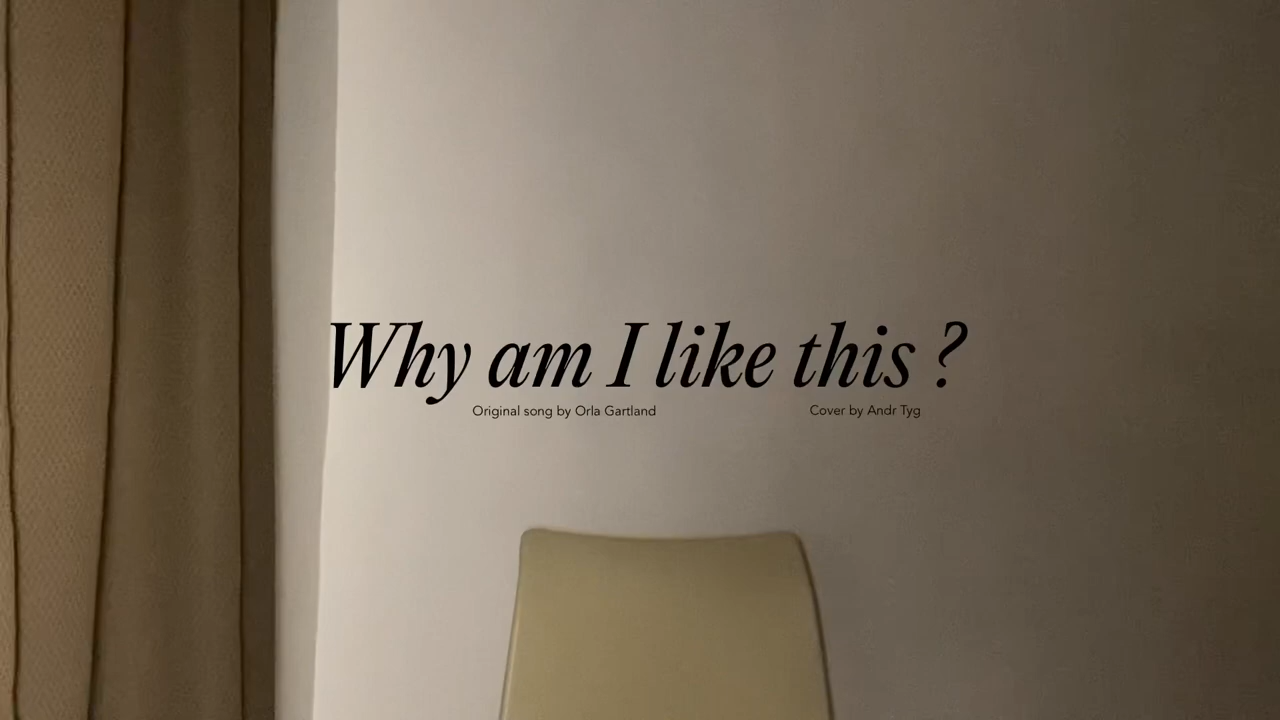 Why am I like this ?
Original song by Orla Gartland
Cover by Andr Tyg